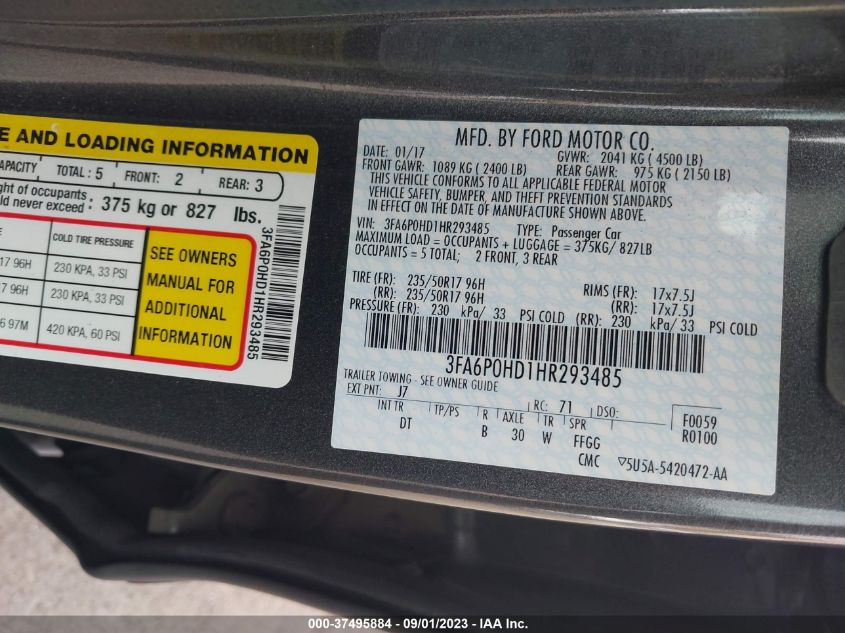 E AND LOADING INFORMATION
APACITY TOTAL : 5 FRONT: 2 REAR: 3
ght of occupants
ld never exceed : 375 kg or 827 lbs.
COLD TIRE PRESSURE
17 96H 230 KPA, 33 PSI
17 96H 230 KPA, 33 PSI
6 97M 420 KPA, 60 PSI
SEE OWNERS
MANUAL FOR
ADDITIONAL
INFORMATION
3FA6P0HD1HR293485
MFD. BY FORD MOTOR CO.
DATE: 01/17 GVWR: 2041 KG ( 4500 LB)
FRONT GAWR: 1089 KG ( 2400 LB) REAR GAWR: 975 KG ( 2150 LB)
THIS VEHICLE CONFORMS TO ALL APPLICABLE FEDERAL MOTOR
VEHICLE SAFETY, BUMPER, AND THEFT PREVENTION STANDARDS
IN EFFECT ON THE DATE OF MANUFACTURE SHOWN ABOVE.
VIN: 3FA6P0HD1HR293485 TYPE: Passenger Car
MAXIMUM LOAD = OCCUPANTS + LUGGAGE = 375KG/ 827LB
OCCUPANTS = 5 TOTAL; 2 FRONT, 3 REAR
TIRE (FR): 235/50R17 96H RIMS (FR): 17x7.5J
(RR): 235/50R17 96H (RR): 17x7.5J
PRESSURE (FR): 230 kPa/ 33 PSI COLD (RR): 230 kPa/ 33 PSI COLD
3FA6P0HD1HR293485
TRAILER TOWING - SEE OWNER GUIDE
EXT PNT: J7 RC: 71 DSO: F0059
INT TR TP/PS R AXLE TR SPR R0100
DT B 30 W FFGG
CMC 5U5A-5420472-AA
000-37495884 / 09/01/2023 / COPYRIGHT IAA, LLC.